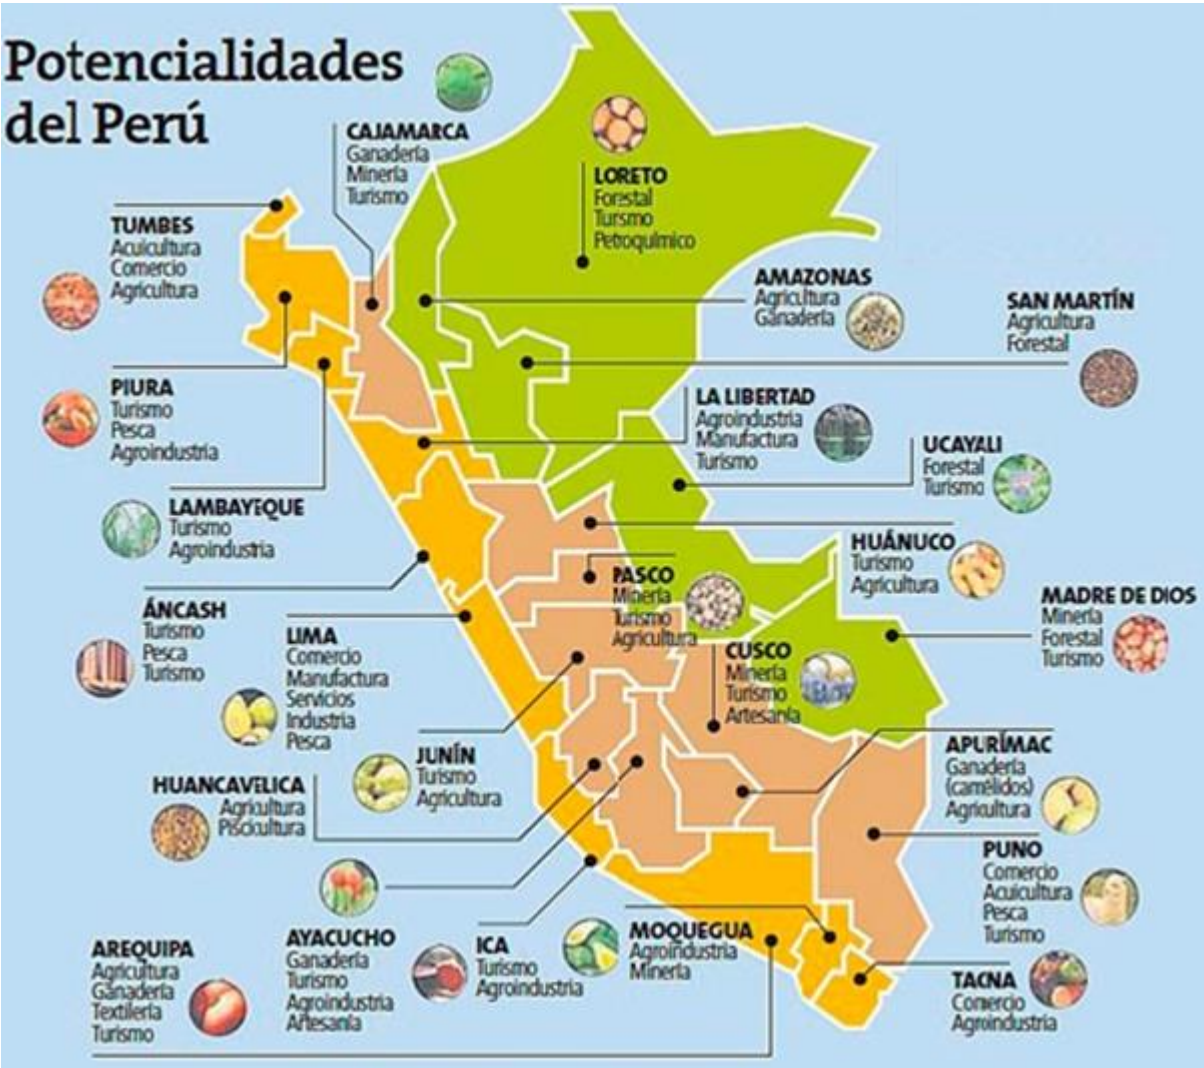 Potencialidades
del Perú
CAJAMARCA
Ganadería
Minería
Turismo
LORETO
Forestal
Tursmo
Petroquímico
TUMBES
Acuicultura
Comercio
Agricultura
AMAZONAS
Agricultura
Ganadería
SAN MARTÍN
Agricultura
Forestal
PIURA
Turismo
Pesca
Agroindustria
LA LIBERTAD
Agroindustria
Manufactura
Turismo
UCAYALI
Forestal
Turismo
LAMBAYEQUE
Turismo
Agroindustria
HUÁNUCO
Turismo
Agricultura
PASCO
Minería
Turismo
Agricultura
MADRE DE DIOS
Minería
Forestal
Turismo
ÁNCASH
Turismo
Pesca
Turismo
LIMA
Comercio
Manufactura
Servicios
Industria
Pesca
CUSCO
Minería
Turismo
Artesanía
JUNÍN
Turismo
Agricultura
APURÍMAC
Ganadería
(camélidos)
Agricultura
HUANCAVELICA
Agricultura
Piscicultura
PUNO
Comercio
Acuicultura
Pesca
Turismo
AREQUIPA
Agricultura
Ganadería
Textilería
Turismo
AYACUCHO
Ganadería
Turismo
Agroindustria
Artesanía
ICA
Turismo
Agroindustria
MOQUEGUA
Agroindustria
Minería
TACNA
Comercio
Agroindustria